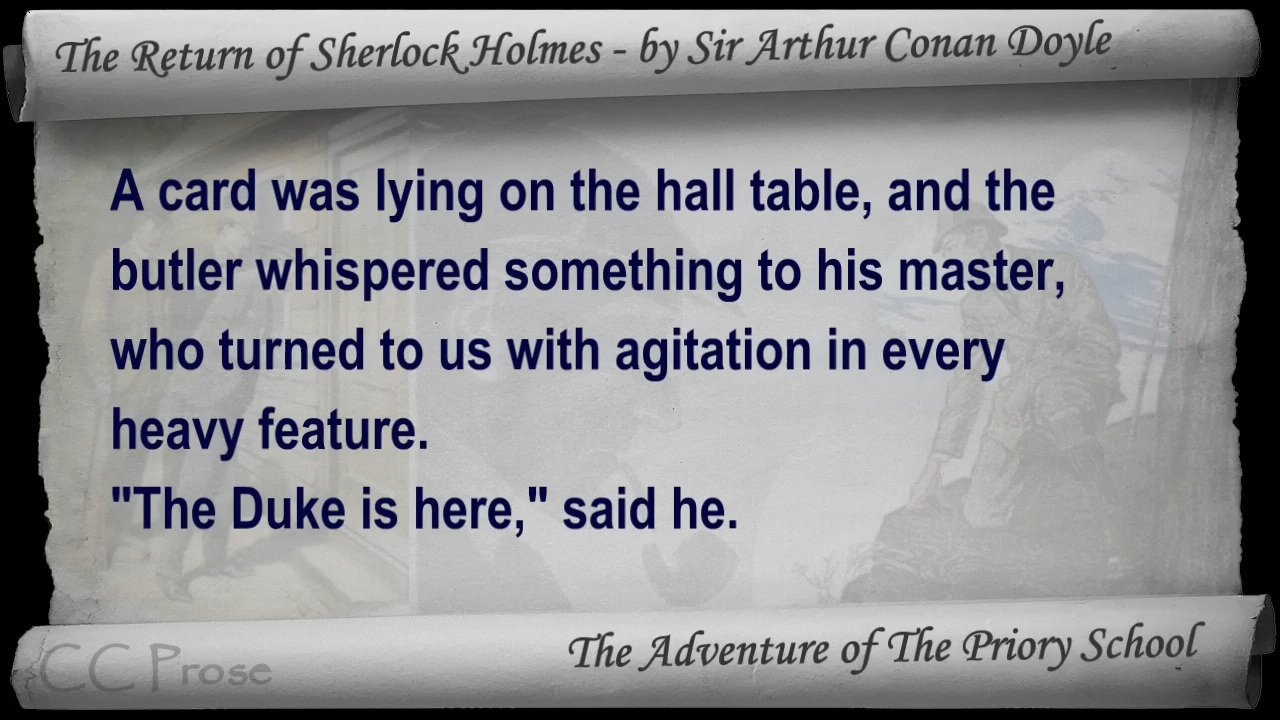 The Return of Sherlock Holmes - by Sir Arthur Conan Doyle
A card was lying on the hall table, and the
butler whispered something to his master,
who turned to us with agitation in every
heavy feature.
"The Duke is here," said he.
The Adventure of The Priory School
CC Prose